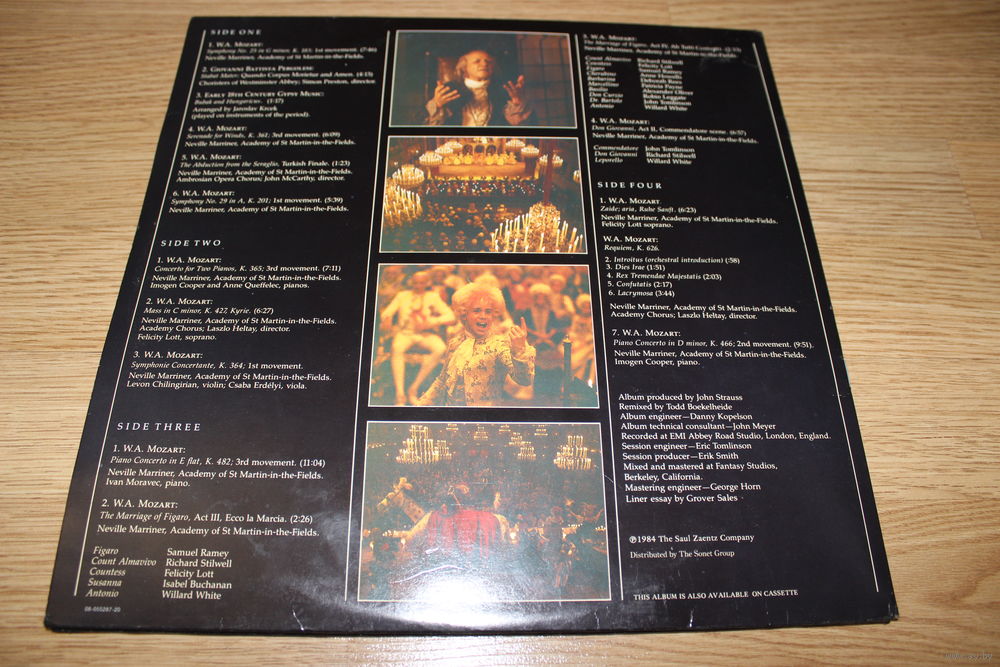 SIDE ONE
1. W.A. MOZART:
Symphony No. 25 in G minor, K. 183; 1st movement. (7:46)
Neville Marriner, Academy of St Martin-in-the-Fields.
2. GIOVANNI BATTISTA PERGOLESI:
Stabat Mater: Quando Corpus Morietur and Amen. (4:15)
Choristers of Westminster Abbey; Simon Preston, director.
3. EARLY 18TH CENTURY GYPSY MUSIC:
Bubak and Hungaricus. (1:17)
Arranged by Jaroslav Krcek
(played on instruments of the period).
4. W.A. MOZART:
Serenade for Winds, K. 361; 3rd movement. (6:09)
Neville Marriner, Academy of St Martin-in-the-Fields.
5. W.A. MOZART:
The Abduction from the Seraglio, Turkish Finale. (1:23)
Neville Marriner, Academy of St Martin-in-the-Fields.
Ambrosian Opera Chorus; John McCarthy, director.
6. W.A. MOZART:
Symphony No. 29 in A, K. 201; 1st movement. (5:39)
Neville Marriner, Academy of St Martin-in-the-Fields.
SIDE TWO
1. W.A. MOZART:
Concerto for Two Pianos, K. 365; 3rd movement. (7:11)
Neville Marriner, Academy of St Martin-in-the-Fields.
Imogen Cooper and Anne Queffelec, pianos.
2. W.A. MOZART:
Mass in C minor, K. 427, Kyrie. (6:27)
Neville Marriner, Academy of St Martin-in-the-Fields.
Academy Chorus; Laszlo Heltay, director.
Felicity Lott, soprano.
3. W.A. MOZART:
Symphonie Concertante, K. 364; 1st movement.
Neville Marriner, Academy of St Martin-in-the-Fields.
Levon Chilingirian, violin; Csaba Erdélyi, viola.
SIDE THREE
1. W.A. MOZART:
Piano Concerto in E flat, K. 482; 3rd movement. (11:04)
Neville Marriner, Academy of St Martin-in-the-Fields.
Ivan Moravec, piano.
2. W.A. MOZART:
The Marriage of Figaro, Act III, Ecco la Marcia. (2:26)
Neville Marriner, Academy of St Martin-in-the-Fields.
Figaro Samuel Ramey
Count Almavivo Richard Stilwell
Countess Felicity Lott
Susanna Isabel Buchanan
Antonio Willard White
08-055287-20
3. W.A. MOZART:
The Marriage of Figaro, Act IV, Ah Tutti Contenti.
Neville Marriner, Academy of St Martin-in-the-Fields.
Count Almavivo Richard Stilwell
Countess Felicity Lott
Figaro Samuel Ramey
Cherubino Anne Howells
Barbarina Deborah Rees
Marcellina Patricia Payne
Basilio Alexander Oliver
Don Curzio Robin Leggate
Dr. Bartolo John Tomlinson
Antonio Willard White
4. W.A. MOZART:
Don Giovanni, Act II, Commendatore scene. (6:57)
Neville Marriner, Academy of St Martin-in-the-Fields.
Commendatore John Tomlinson
Don Giovanni Richard Stilwell
Leporello Willard White
SIDE FOUR
1. W.A. MOZART
Zaide; aria, Ruhe Sanft. (6:23)
Neville Marriner, Academy of St Martin-in-the-Fields.
Felicity Lott soprano.
W.A. MOZART:
Requiem, K. 626.
2. Introitus (orchestral introduction) (:58)
3. Dies Irae (1:51)
4. Rex Tremendae Majestatis (2:03)
5. Confutatis (2:17)
6. Lacrymosa (3:44)
Neville Marriner, Academy of St Martin-in-the-Fields.
Academy Chorus; Laszlo Heltay, director.
7. W.A. MOZART:
Piano Concerto in D minor, K. 466; 2nd movement. (9:51).
Neville Marriner, Academy of St Martin-in-the-Fields.
Imogen Cooper, piano.
Album produced by John Strauss
Remixed by Todd Boekelheide
Album engineer—Danny Kopelson
Album technical consultant—John Meyer
Recorded at EMI Abbey Road Studio, London, England.
Session engineer—Eric Tomlinson
Session producer—Erik Smith
Mixed and mastered at Fantasy Studios,
Berkeley, California.
Mastering engineer—George Horn
Liner essay by Grover Sales
℗1984 The Saul Zaentz Company
Distributed by The Sonet Group
THIS ALBUM IS ALSO AVAILABLE ON CASSETTE